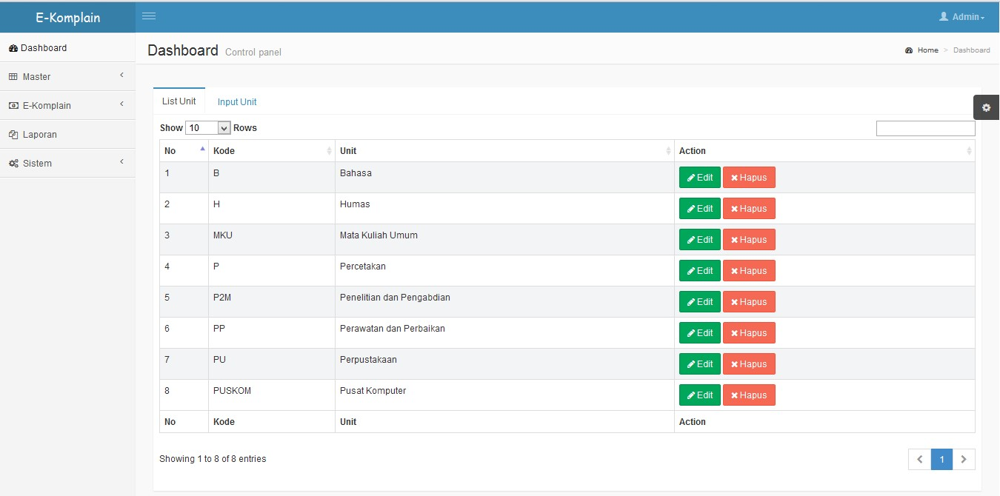 E-Komplain
Admin
Dashboard
Master
E-Komplain
Laporan
Sistem
Dashboard Control panel
Home > Dashboard
List Unit Input Unit
Show 10 Rows
No Kode Unit Action
1 B Bahasa Edit Hapus
2 H Humas Edit Hapus
3 MKU Mata Kuliah Umum Edit Hapus
4 P Percetakan Edit Hapus
5 P2M Penelitian dan Pengabdian Edit Hapus
6 PP Perawatan dan Perbaikan Edit Hapus
7 PU Perpustakaan Edit Hapus
8 PUSKOM Pusat Komputer Edit Hapus
No Kode Unit Action
Showing 1 to 8 of 8 entries
1